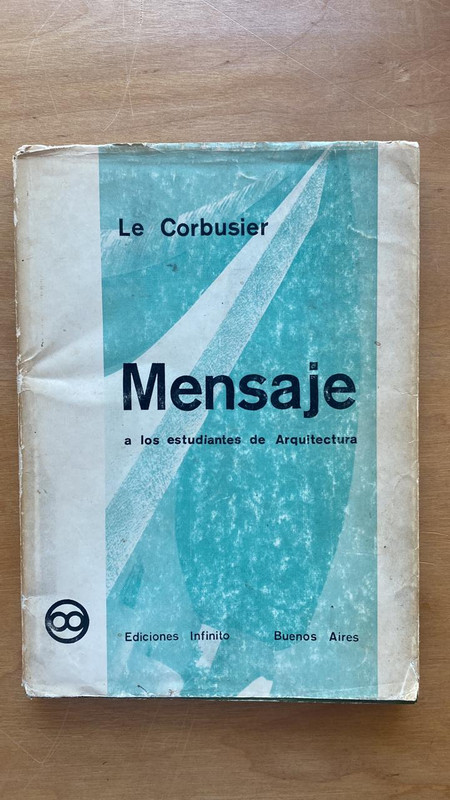 Le Corbusier
Mensaje
a los estudiantes de Arquitectura
Ediciones Infinito Buenos Aires